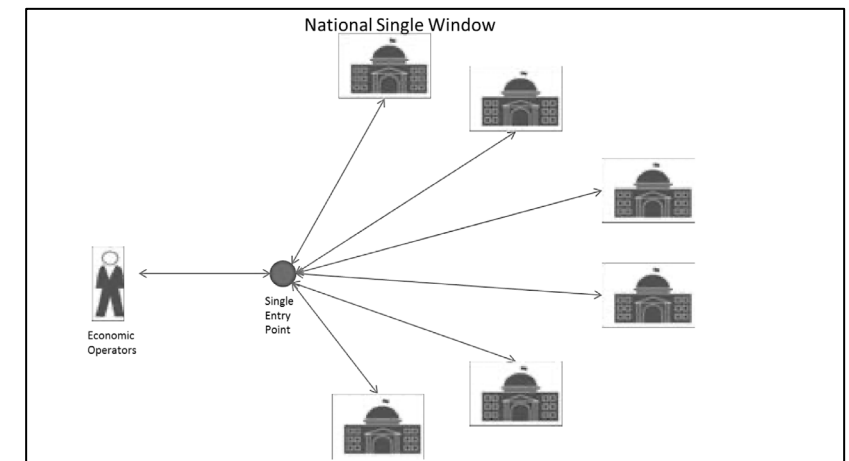 National Single Window
Single
Entry
Point
Economic
Operators